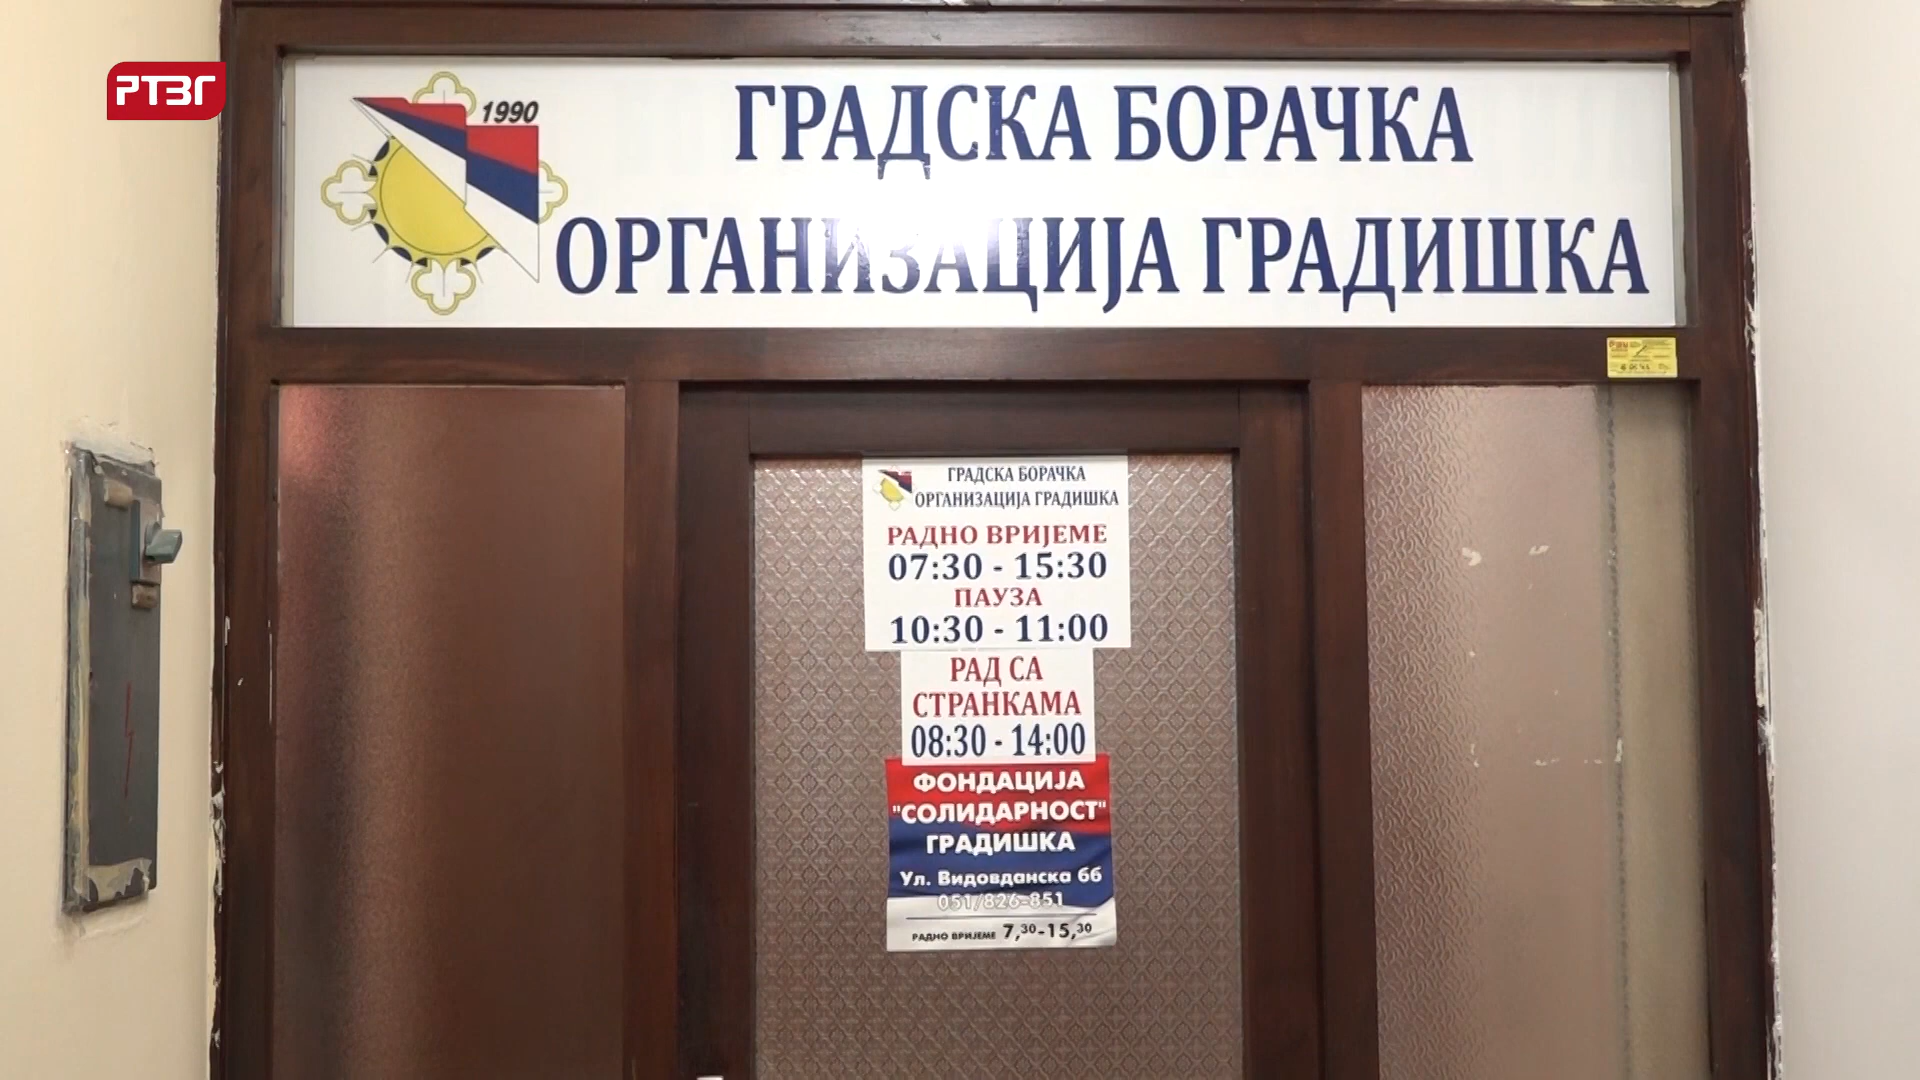 РТВГ
1990
ГРАДСКА БОРАЧКА
ОРГАНИЗАЦИЈА ГРАДИШКА
ГРАДСКА БОРАЧКА
ОРГАНИЗАЦИЈА ГРАДИШКА
РАДНО ВРИЈЕМЕ
07:30 - 15:30
ПАУЗА
10:30 - 11:00
РАД СА
СТРАНКАМА
08:30 - 14:00
ФОНДАЦИЈА
"СОЛИДАРНОСТ"
ГРАДИШКА
Ул. Видовданска бб
051/826-851
РАДНО ВРИЈЕМЕ 7,30-15,30